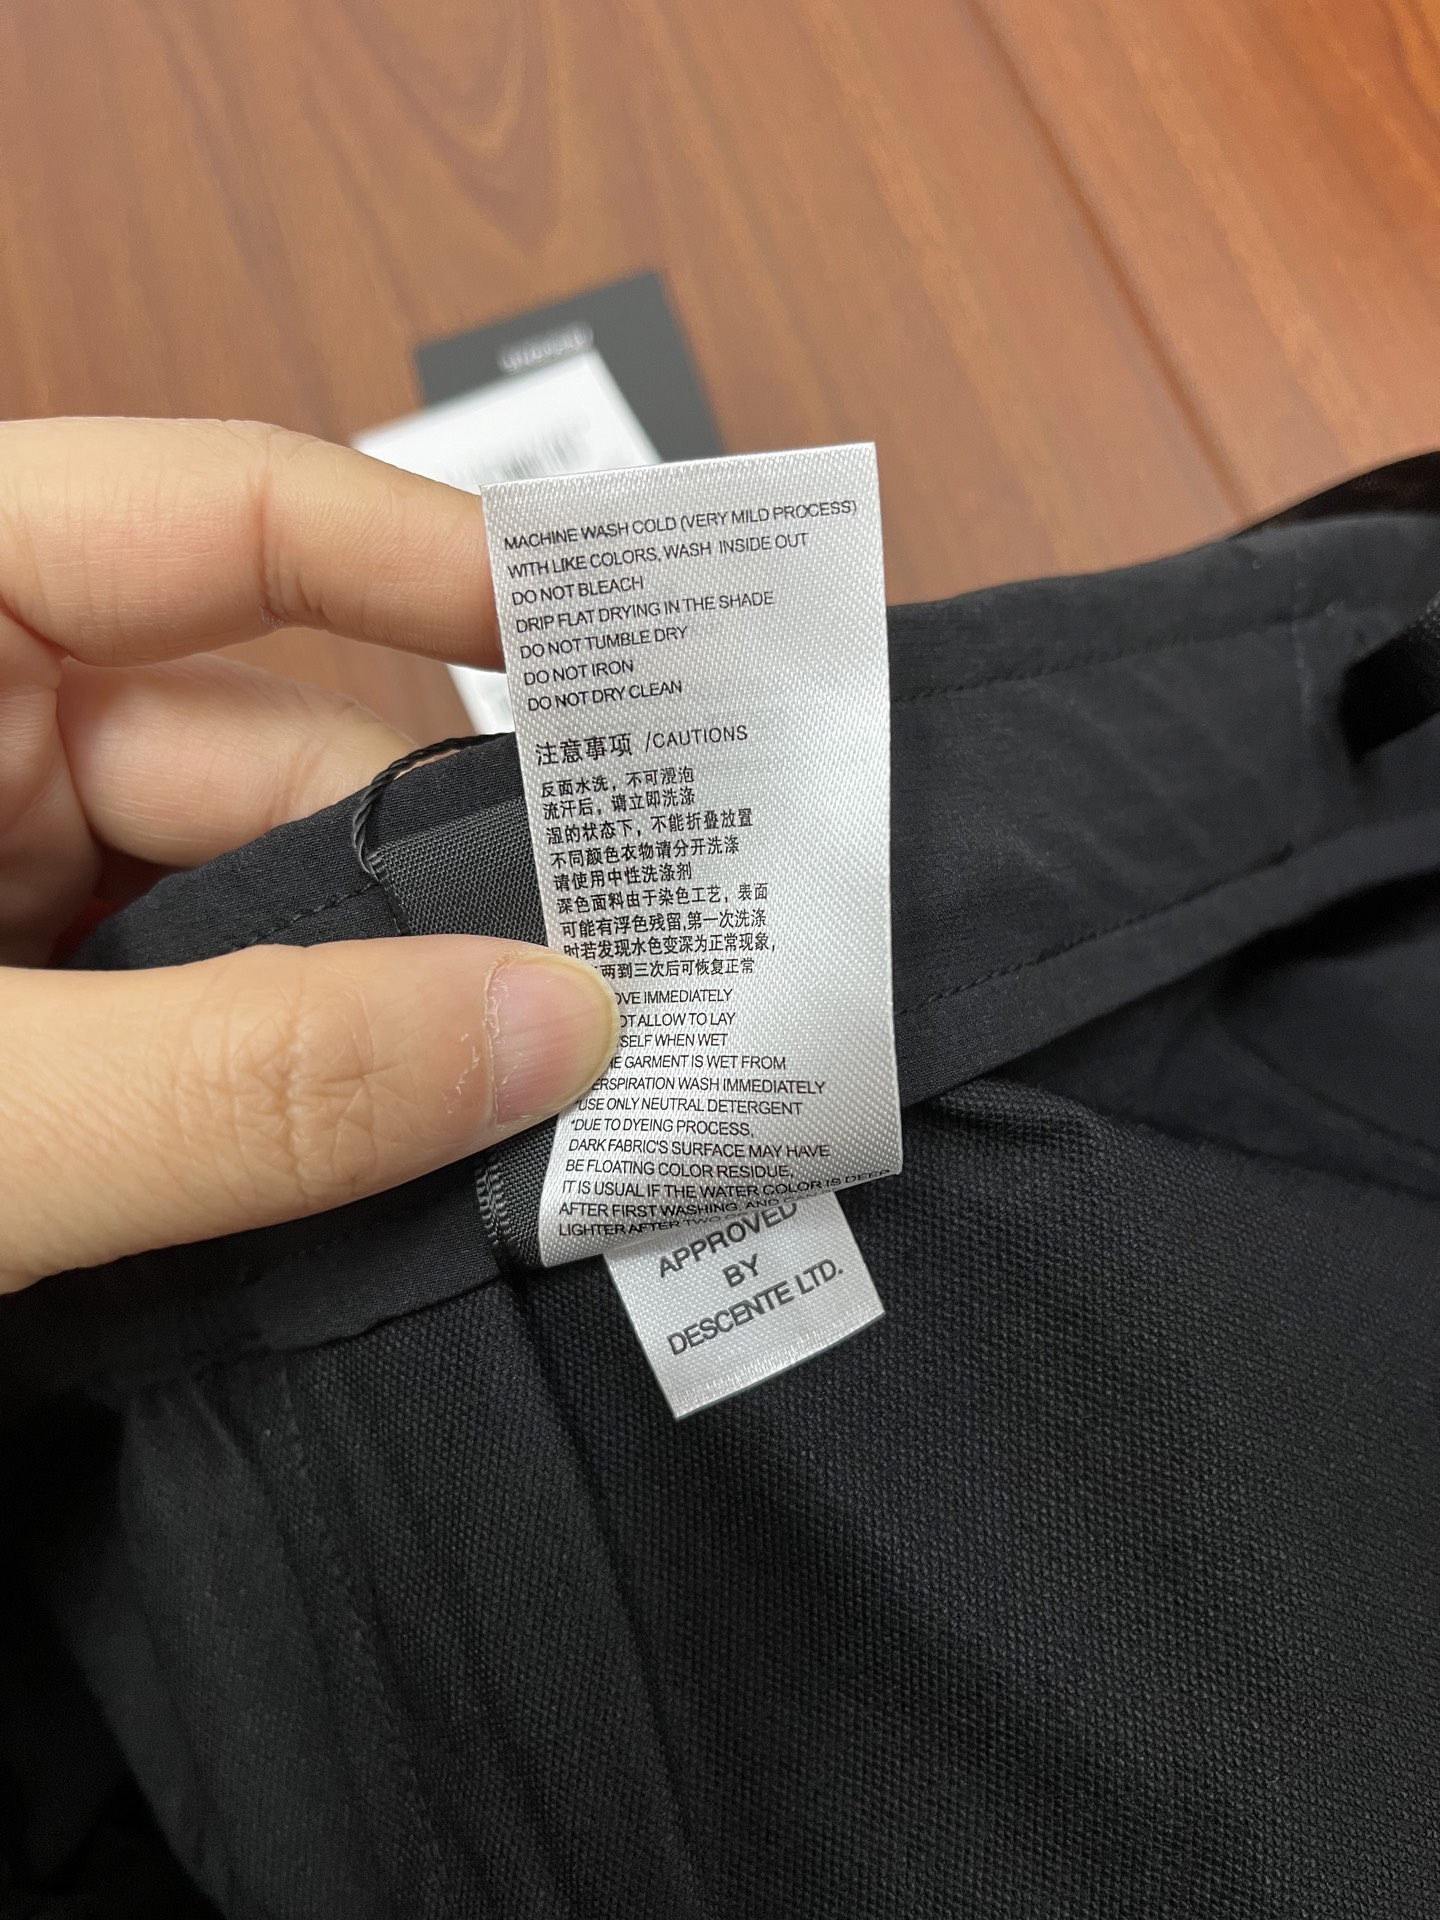 MACHINE WASH COLD (VERY MILD PROCESS)
WITH LIKE COLORS, WASH INSIDE OUT
DO NOT BLEACH
DRIP FLAT DRYING IN THE SHADE
DO NOT TUMBLE DRY
DO NOT IRON
DO NOT DRY CLEAN
注意事项 /CAUTIONS
反面水洗，不可浸泡
流汗后，请立即洗涤
湿的状态下，不能折叠放置
不同颜色衣物请分开洗涤
请使用中性洗涤剂
深色面料由于染色工艺，表面
可能有浮色残留,第一次洗涤
时若发现水色变深为正常现象，
两到三次后可恢复正常
IMMEDIATELY
ALLOW TO LAY
WHEN WET
GARMENT IS WET FROM
WASH IMMEDIATELY
*USE ONLY NEUTRAL DETERGENT
*DUE TO DYEING PROCESS,
DARK FABRIC'S SURFACE MAY HAVE
BE FLOATING COLOR RESIDUE,
IT IS USUAL IF THE WATER COLOR IS DEEP
AFTER FIRST WASHING, AND
LIGHTER AFTER TWO
APPROVED
BY
DESCENTE LTD.